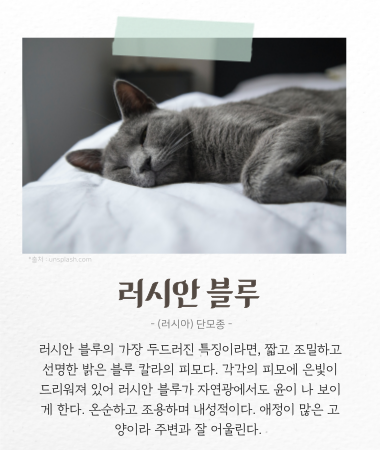 *출처 : unsplash.com
러시안 블루
- (러시아) 단모종 -
러시안 블루의 가장 두드러진 특징이라면, 짧고 조밀하고
선명한 밝은 블루 칼라의 피모다. 각각의 피모에 은빛이
드리워져 있어 러시안 블루가 자연광에서도 윤이 나 보이
게 한다. 온순하고 조용하며 내성적이다. 애정이 많은 고
양이라 주변과 잘 어울린다.